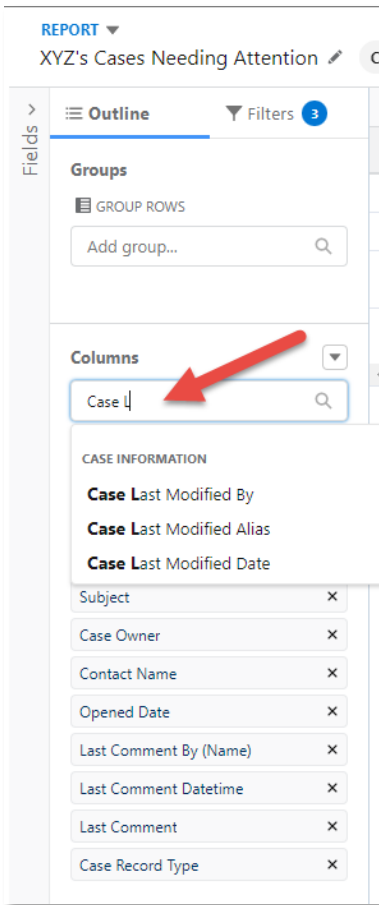 REPORT
XYZ's Cases Needing Attention
Fields
Outline
Filters 3
Groups
GROUP ROWS
Add group...
Columns
Case L
CASE INFORMATION
Case Last Modified By
Case Last Modified Alias
Case Last Modified Date
Subject
Case Owner
Contact Name
Opened Date
Last Comment By (Name)
Last Comment Datetime
Last Comment
Case Record Type